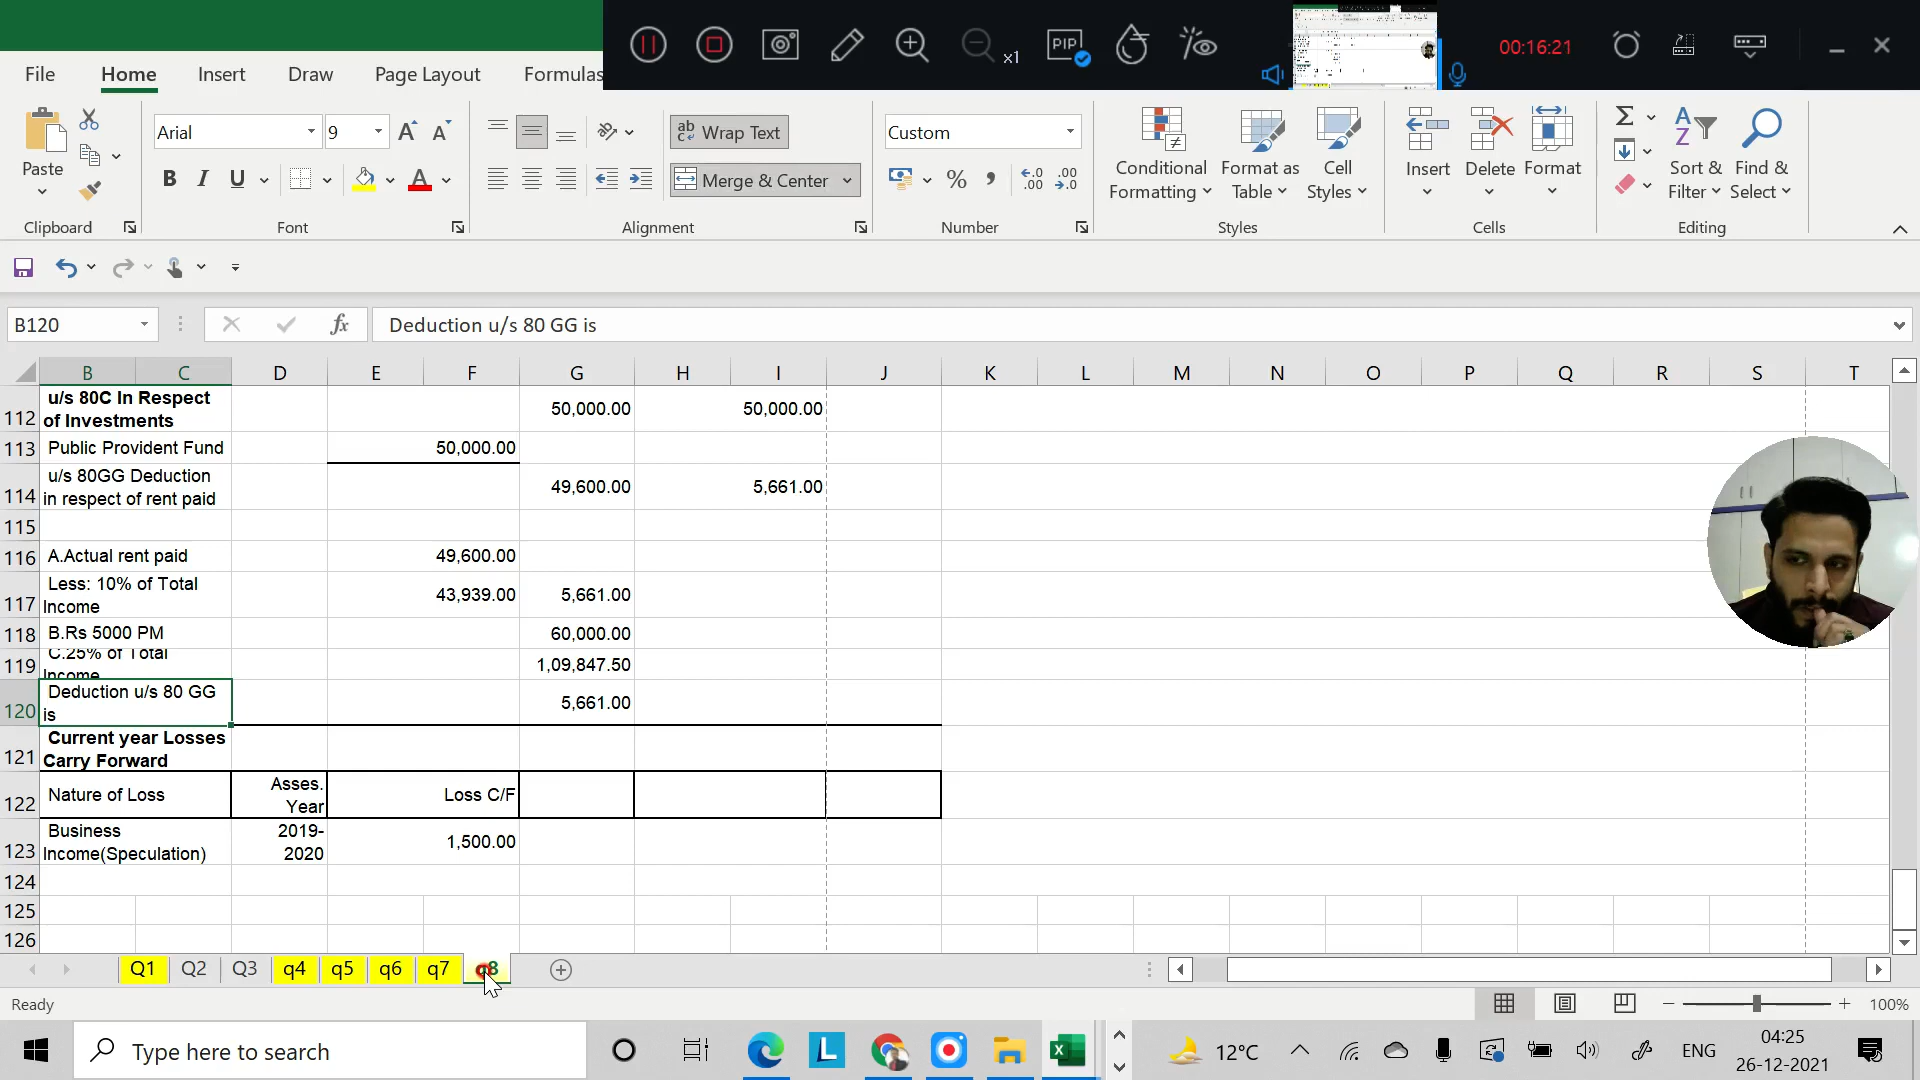 x1
PIP
00:16:21
File Home Insert Draw Page Layout Formulas
Arial 9
Wrap Text
Custom
Paste
B I U
Merge & Center
Conditional Formatting
Format as Table
Cell Styles
Insert Delete Format
Sort & Filter
Find & Select
Clipboard Font Alignment Number Styles Cells Editing
B120 fx Deduction u/s 80 GG is
B C D E F G H I J K L M N O P Q R S T
112 u/s 80C In Respect of Investments 50,000.00 50,000.00
113 Public Provident Fund 50,000.00
114 u/s 80GG Deduction in respect of rent paid 49,600.00 5,661.00
115
116 A.Actual rent paid 49,600.00
117 Less: 10% of Total Income 43,939.00 5,661.00
118 B.Rs 5000 PM 60,000.00
119 C.25% of Total Income 1,09,847.50
120 Deduction u/s 80 GG is 5,661.00
121 Current year Losses Carry Forward
122 Nature of Loss Asses. Year Loss C/F
123 Business Income(Speculation) 2019-2020 1,500.00
124
125
126
Q1 Q2 Q3 q4 q5 q6 q7 q8
Ready
100%
Type here to search
12°C
ENG
04:25
26-12-2021